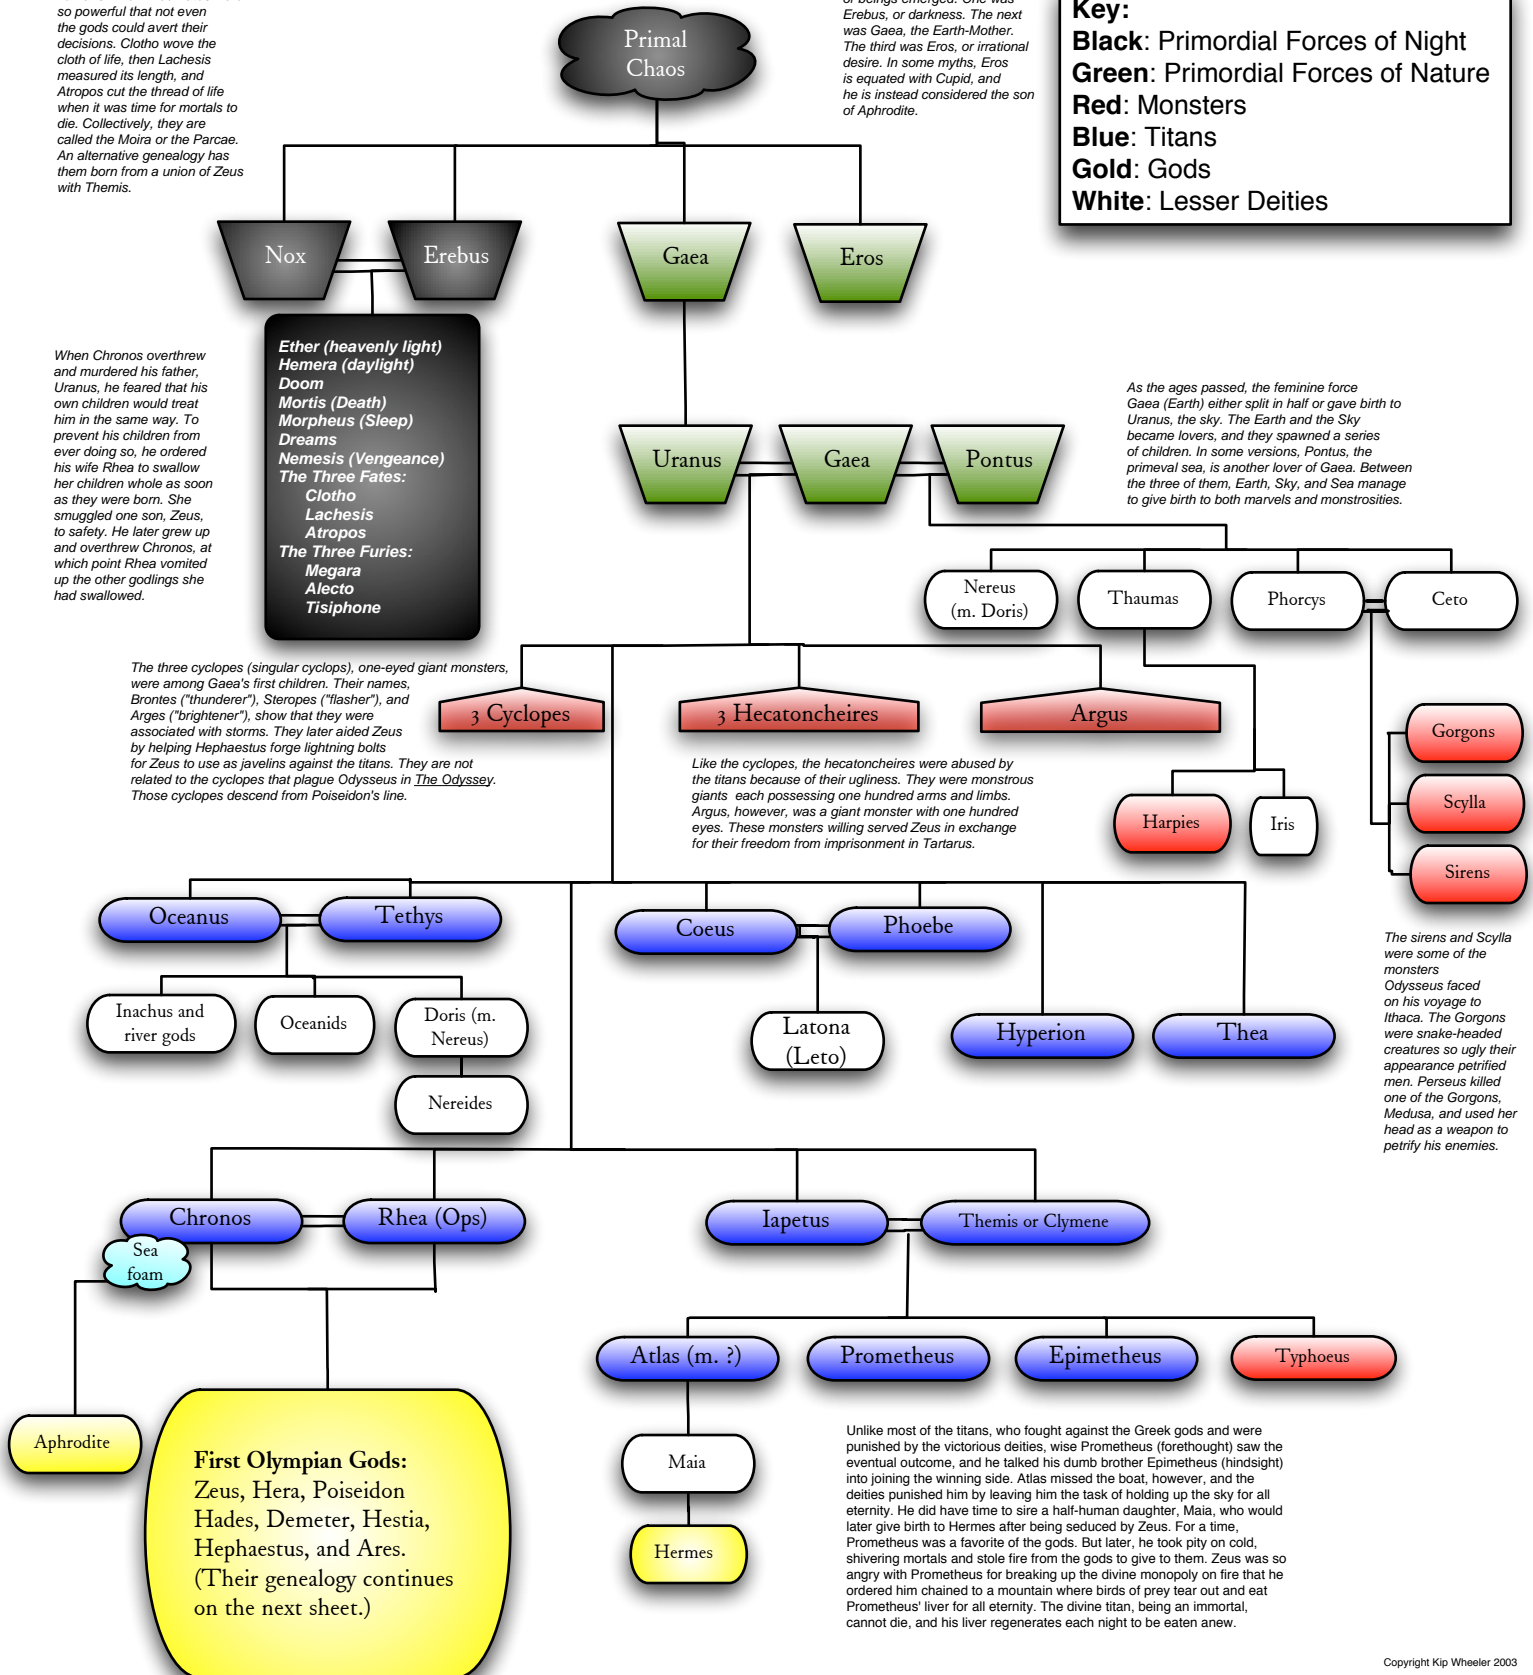 so powerful that not even
the gods could avert their
decisions. Clotho wove the
cloth of life, then Lachesis
measured its length, and
Atropos cut the thread of life
when it was time for mortals to
die. Collectively, they are
called the Moira or the Parcae.
An alternative genealogy has
them born from a union of Zeus
with Themis.
Primal
Chaos
Erebus, or darkness. The next
was Gaea, the Earth-Mother.
The third was Eros, or irrational
desire. In some myths, Eros
is equated with Cupid, and
he is instead considered the son
of Aphrodite.
Key:
Black: Primordial Forces of Night
Green: Primordial Forces of Nature
Red: Monsters
Blue: Titans
Gold: Gods
White: Lesser Deities
Nox
Erebus
Gaea
Eros
When Chronos overthrew
and murdered his father,
Uranus, he feared that his
own children would treat
him in the same way. To
prevent his children from
ever doing so, he ordered
his wife Rhea to swallow
her children whole as soon
as they were born. She
smuggled one son, Zeus,
to safety. He later grew up
and overthrew Chronos, at
which point Rhea vomited
up the other godlings she
had swallowed.
Ether (heavenly light)
Hemera (daylight)
Doom
Mortis (Death)
Morpheus (Sleep)
Dreams
Nemesis (Vengeance)
The Three Fates:
Clotho
Lachesis
Atropos
The Three Furies:
Megara
Alecto
Tisiphone
Uranus
Gaea
Pontus
As the ages passed, the feminine force
Gaea (Earth) either split in half or gave birth to
Uranus, the sky. The Earth and the Sky
became lovers, and they spawned a series
of children. In some versions, Pontus, the
primeval sea, is another lover of Gaea. Between
the three of them, Earth, Sky, and Sea manage
to give birth to both marvels and monstrosities.
Nereus
(m. Doris)
Thaumas
Phorcys
Ceto
The three cyclopes (singular cyclops), one-eyed giant monsters,
were among Gaea's first children. Their names,
Brontes ("thunderer"), Steropes ("flasher"), and
Arges ("brightener"), show that they were
associated with storms. They later aided Zeus
by helping Hephaestus forge lightning bolts
for Zeus to use as javelins against the titans. They are not
related to the cyclopes that plague Odysseus in The Odyssey.
Those cyclopes descend from Poiseidon's line.
3 Cyclopes
3 Hecatoncheires
Argus
Like the cyclopes, the hecatoncheires were abused by
the titans because of their ugliness. They were monstrous
giants each possessing one hundred arms and limbs.
Argus, however, was a giant monster with one hundred
eyes. These monsters willing served Zeus in exchange
for their freedom from imprisonment in Tartarus.
Harpies
Iris
Gorgons
Scylla
Sirens
The sirens and Scylla
were some of the
monsters
Odysseus faced
on his voyage to
Ithaca. The Gorgons
were snake-headed
creatures so ugly their
appearance petrified
men. Perseus killed
one of the Gorgons,
Medusa, and used her
head as a weapon to
petrify his enemies.
Oceanus
Tethys
Coeus
Phoebe
Inachus and
river gods
Oceanids
Doris (m.
Nereus)
Nereides
Latona
(Leto)
Hyperion
Thea
Chronos
Rhea (Ops)
Iapetus
Themis or Clymene
Sea
foam
Atlas (m. ?)
Prometheus
Epimetheus
Typhoeus
Aphrodite
First Olympian Gods:
Zeus, Hera, Poiseidon
Hades, Demeter, Hestia,
Hephaestus, and Ares.
(Their genealogy continues
on the next sheet.)
Maia
Hermes
Unlike most of the titans, who fought against the Greek gods and were
punished by the victorious deities, wise Prometheus (forethought) saw the
eventual outcome, and he talked his dumb brother Epimetheus (hindsight)
into joining the winning side. Atlas missed the boat, however, and the
deities punished him by leaving him the task of holding up the sky for all
eternity. He did have time to sire a half-human daughter, Maia, who would
later give birth to Hermes after being seduced by Zeus. For a time,
Prometheus was a favorite of the gods. But later, he took pity on cold,
shivering mortals and stole fire from the gods to give to them. Zeus was so
angry with Prometheus for breaking up the divine monopoly on fire that he
ordered him chained to a mountain where birds of prey tear out and eat
Prometheus' liver for all eternity. The divine titan, being an immortal,
cannot die, and his liver regenerates each night to be eaten anew.
Copyright Kip Wheeler 2003